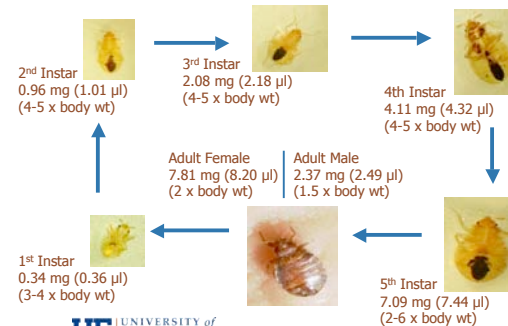 2nd Instar
0.96 mg (1.01 µl)
(4-5 x body wt)
3rd Instar
2.08 mg (2.18 µl)
(4-5 x body wt)
4th Instar
4.11 mg (4.32 µl)
(4-5 x body wt)
Adult Female
7.81 mg (8.20 µl)
(2 x body wt)
Adult Male
2.37 mg (2.49 µl)
(1.5 x body wt)
1st Instar
0.34 mg (0.36 µl)
(3-4 x body wt)
5th Instar
7.09 mg (7.44 µl)
(2-6 x body wt)
UNIVERSITY of